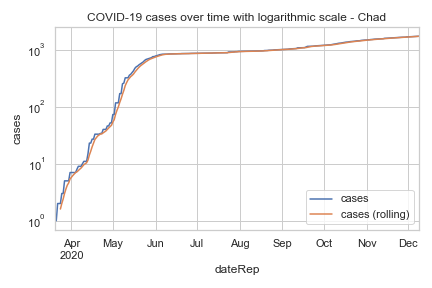 COVID-19 cases over time with logarithmic scale - Chad
10³
10²
10¹
10⁰
cases
cases
cases (rolling)
Apr May Jun Jul Aug Sep Oct Nov Dec
2020
dateRep